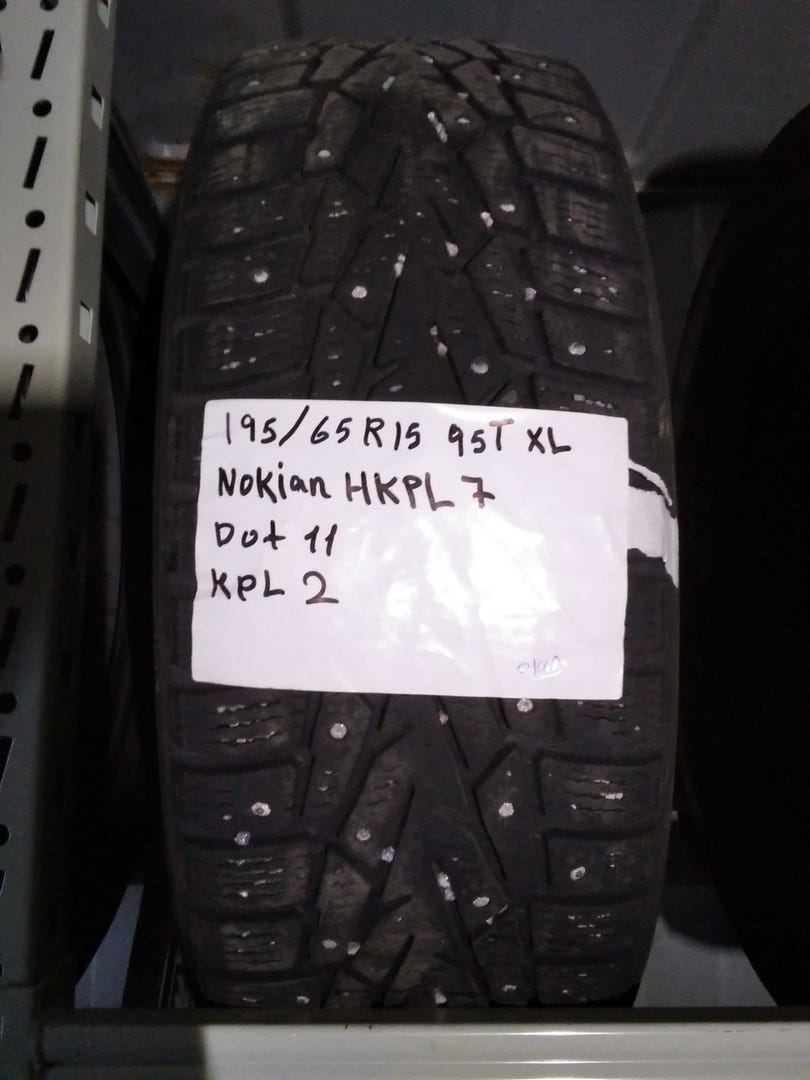 195/65R15 95T XL
Nokian HKPL 7
Dot 11
KPL 2